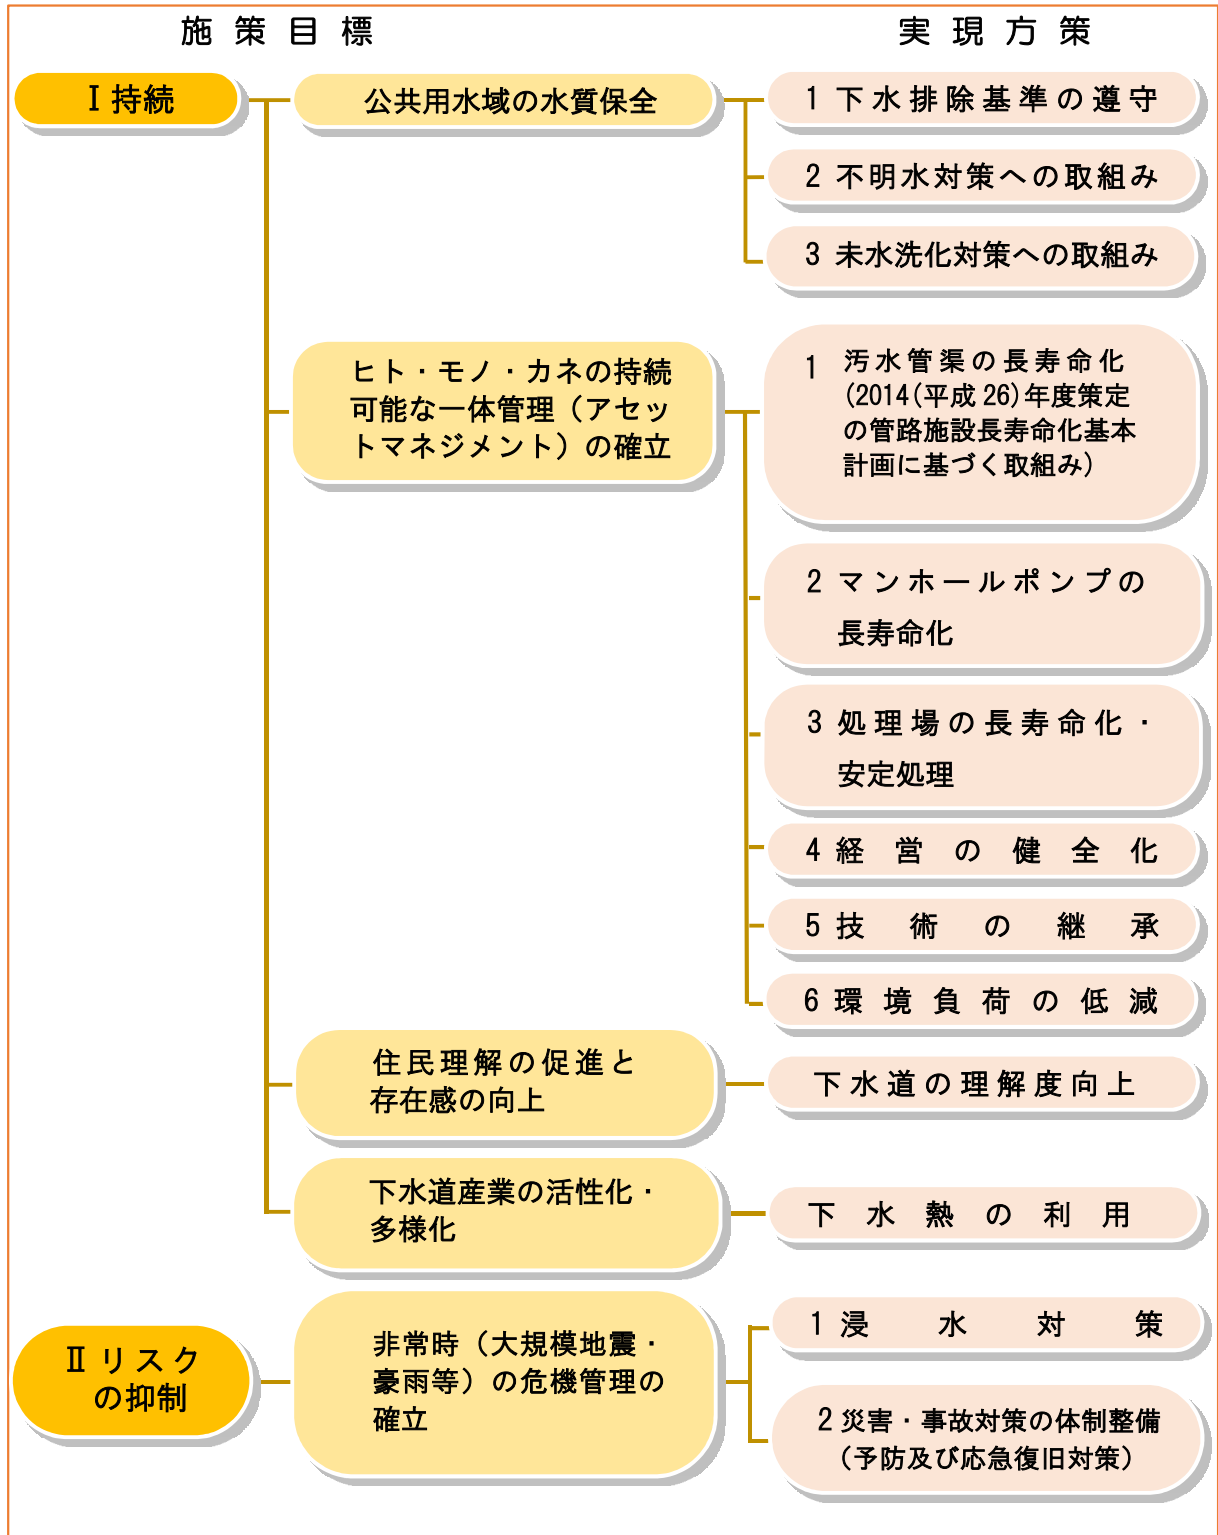 施策目標
実現方策
Ⅰ持続
公共用水域の水質保全
1 下水排除基準の遵守
2 不明水対策への取組み
3 未水洗化対策への取組み
ヒト・モノ・カネの持続
可能な一体管理（アセッ
トマネジメント）の確立
1 汚水管渠の長寿命化
(2014(平成 26)年度策定
の管路施設長寿命化基本
計画に基づく取組み)
2 マンホールポンプの
長寿命化
3 処理場の長寿命化・
安定処理
4 経営の健全化
5 技術の継承
6 環境負荷の低減
住民理解の促進と
存在感の向上
下水道の理解度向上
下水道産業の活性化・
多様化
下水熱の利用
Ⅱリスク
の抑制
非常時（大規模地震・
豪雨等）の危機管理の
確立
1 浸水対策
2 災害・事故対策の体制整備
（予防及び応急復旧対策）